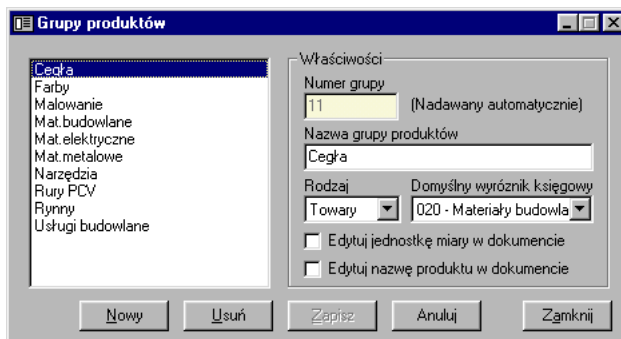 Grupy produktów
Cegła
Farby
Malowanie
Mat.budowlane
Mat.elektryczne
Mat.metalowe
Narzędzia
Rury PCV
Rynny
Usługi budowlane
Właściwości
Numer grupy
11 (Nadawany automatycznie)
Nazwa grupy produktów
Cegła
Rodzaj Domyślny wyróżnik księgowy
Towary 020 - Materiały budowla
Edytuj jednostkę miary w dokumencie
Edytuj nazwę produktu w dokumencie
Nowy Usuń Zapisz Anuluj Zamknij